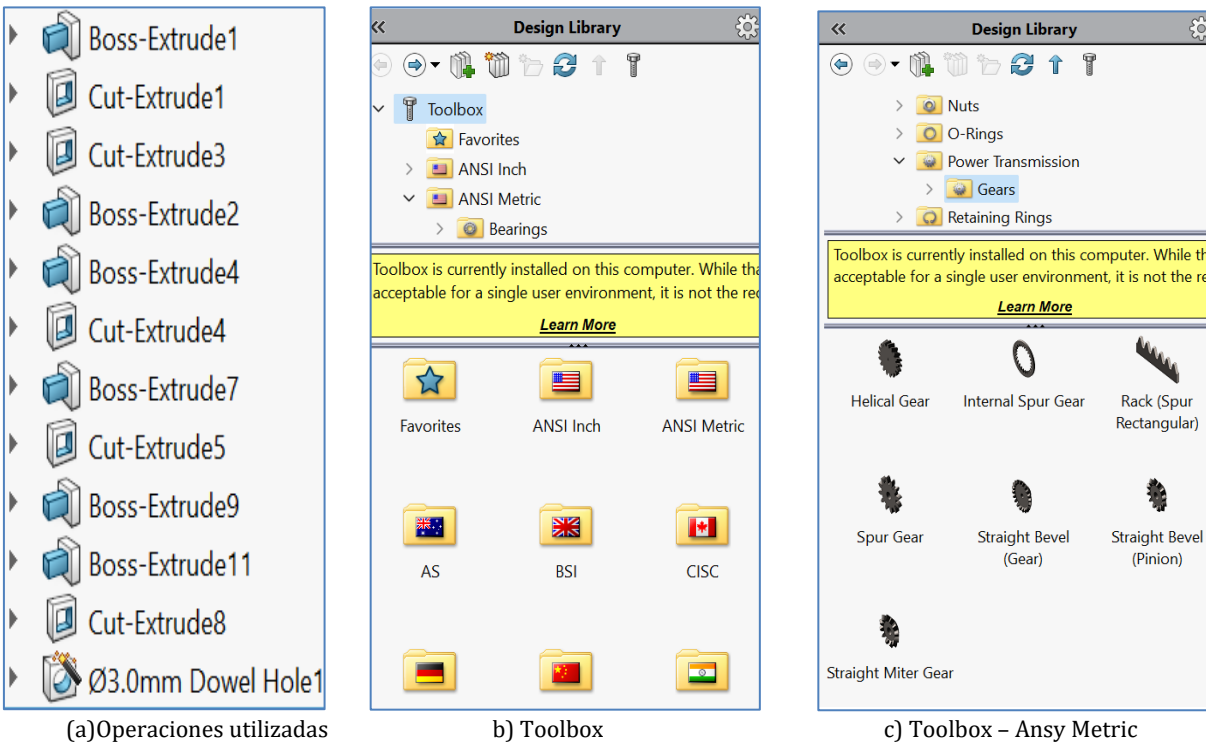 Boss-Extrude1
Cut-Extrude1
Cut-Extrude3
Boss-Extrude2
Boss-Extrude4
Cut-Extrude4
Boss-Extrude7
Cut-Extrude5
Boss-Extrude9
Boss-Extrude11
Cut-Extrude8
Ø3.0mm Dowel Hole1
(a)Operaciones utilizadas
Design Library
Toolbox
Favorites
ANSI Inch
ANSI Metric
Bearings
Toolbox is currently installed on this computer. While tha
acceptable for a single user environment, it is not the rec
Learn More
Favorites
ANSI Inch
ANSI Metric
AS
BSI
CISC
b) Toolbox
Design Library
Nuts
O-Rings
Power Transmission
Gears
Retaining Rings
Toolbox is currently installed on this computer. While th
acceptable for a single user environment, it is not the re
Learn More
Helical Gear
Internal Spur Gear
Rack (Spur
Rectangular)
Spur Gear
Straight Bevel
(Gear)
Straight Bevel
(Pinion)
Straight Miter Gear
c) Toolbox – Ansy Metric